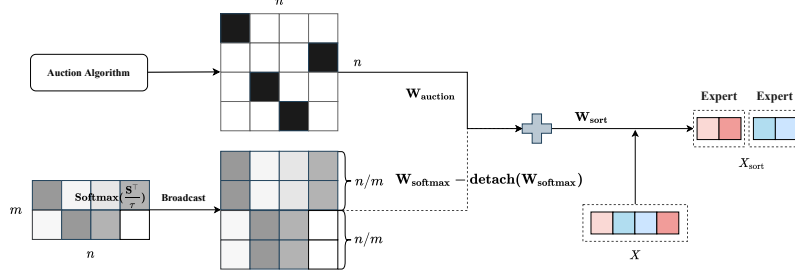 n
Auction Algorithm
n
W_auction
Expert Expert
W_sort
X_sort
W_softmax − detach(W_softmax)
n/m
Softmax(S^⊤/τ)
Broadcast
m
n/m
n
X